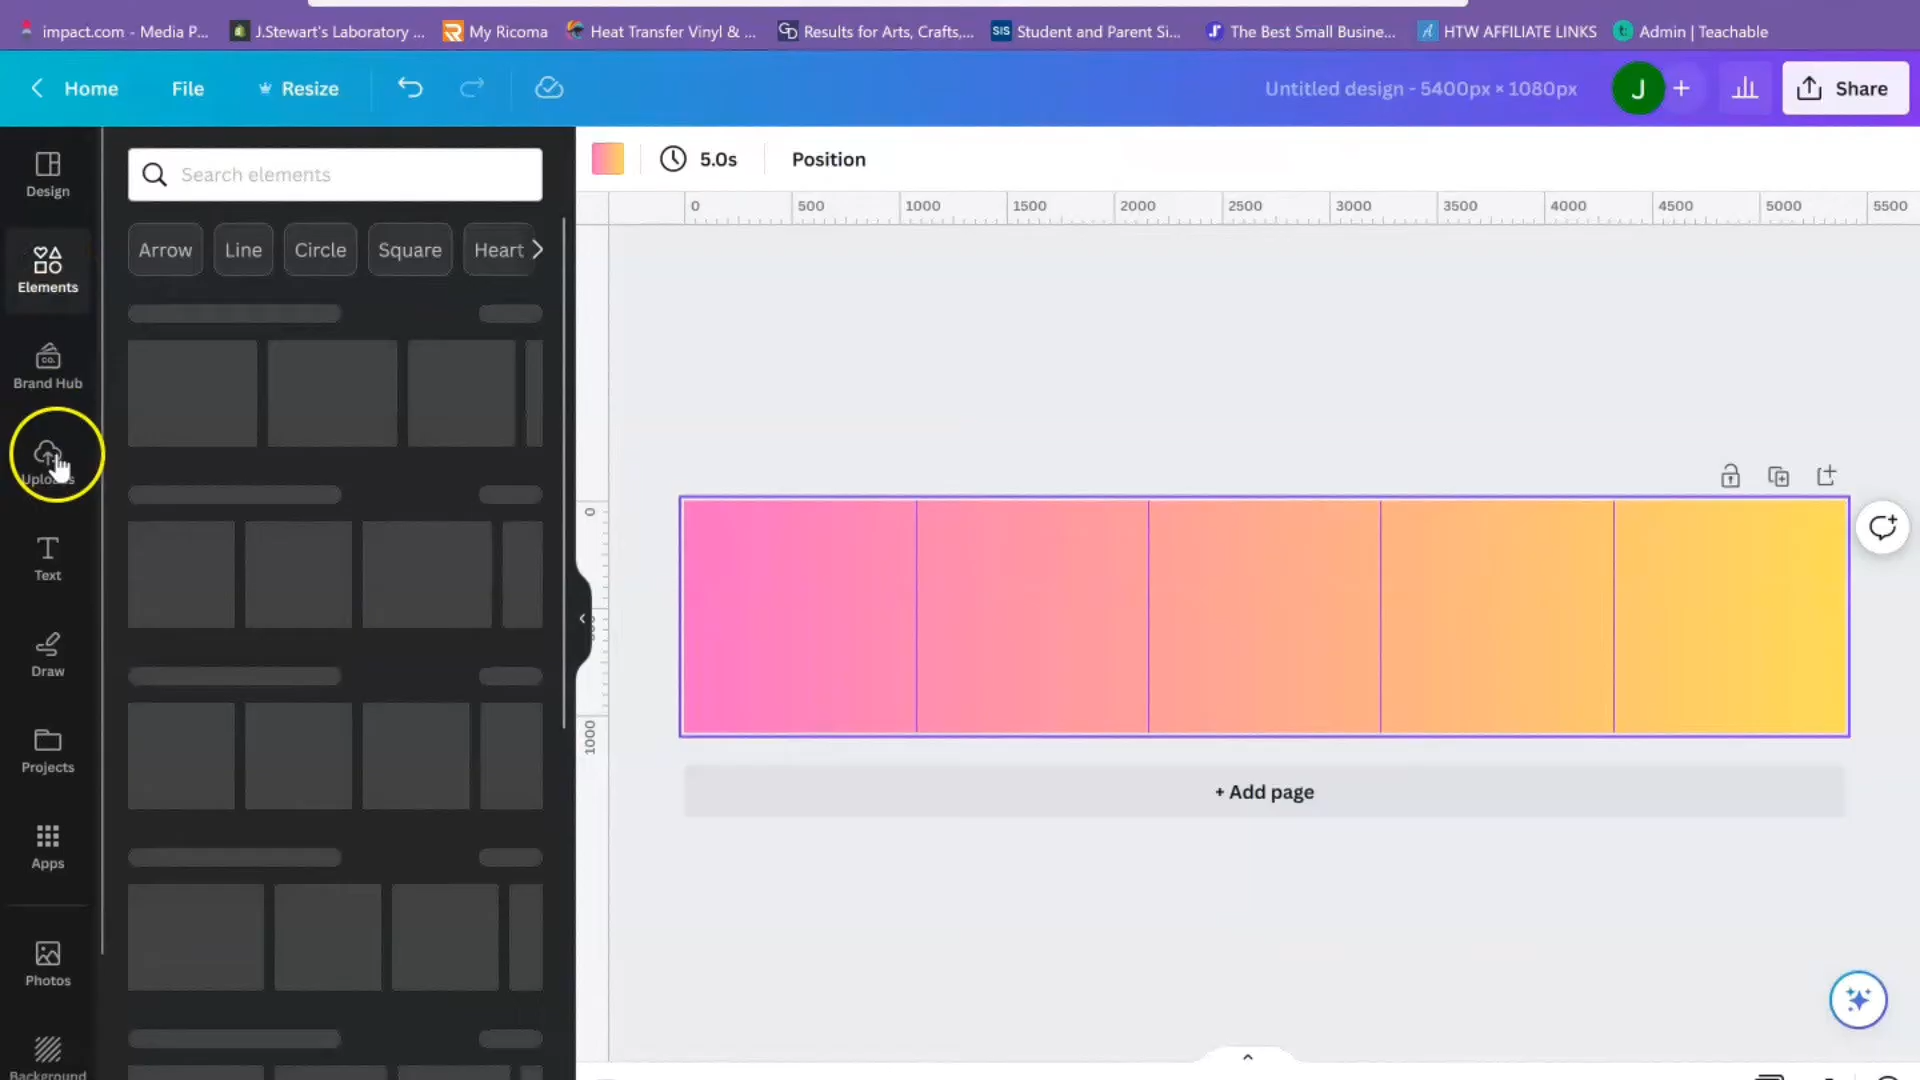 impact.com - Media P...
J.Stewart's Laboratory ...
My Ricoma
Heat Transfer Vinyl & ...
Results for Arts, Crafts,...
SIS
Student and Parent Si...
The Best Small Busine...
HTW AFFILIATE LINKS
Admin | Teachable
Home
File
Resize
Untitled design - 5400px × 1080px
J
+
Share
Design
Search elements
5.0s
Position
0 500 1000 1500 2000 2500 3000 3500 4000 4500 5000 5500
Arrow
Line
Circle
Square
Heart
Elements
CO.
Brand Hub
Uploads
Text
Draw
Projects
Apps
Photos
Background
0
1000
+ Add page